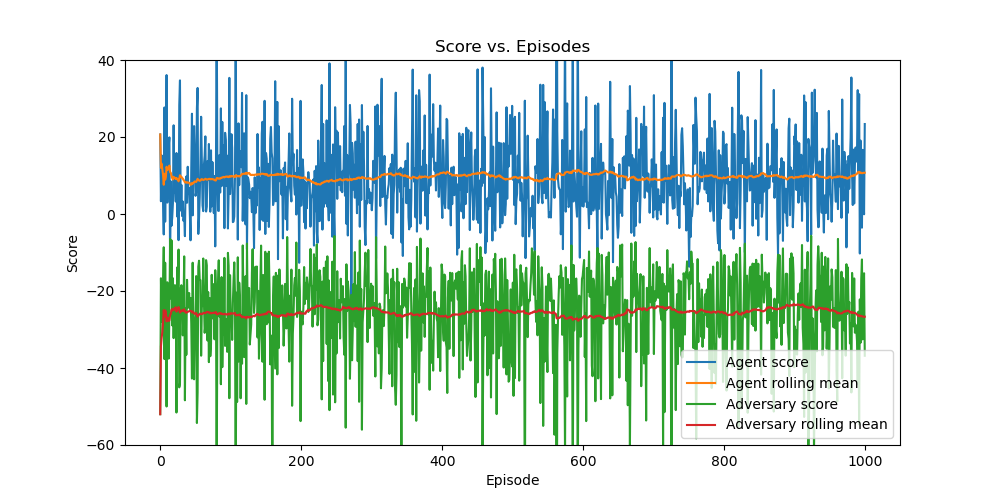 Score vs. Episodes
40
20
0
−20
−40
−60
Score
0
200
400
600
800
1000
Episode
Agent score
Agent rolling mean
Adversary score
Adversary rolling mean